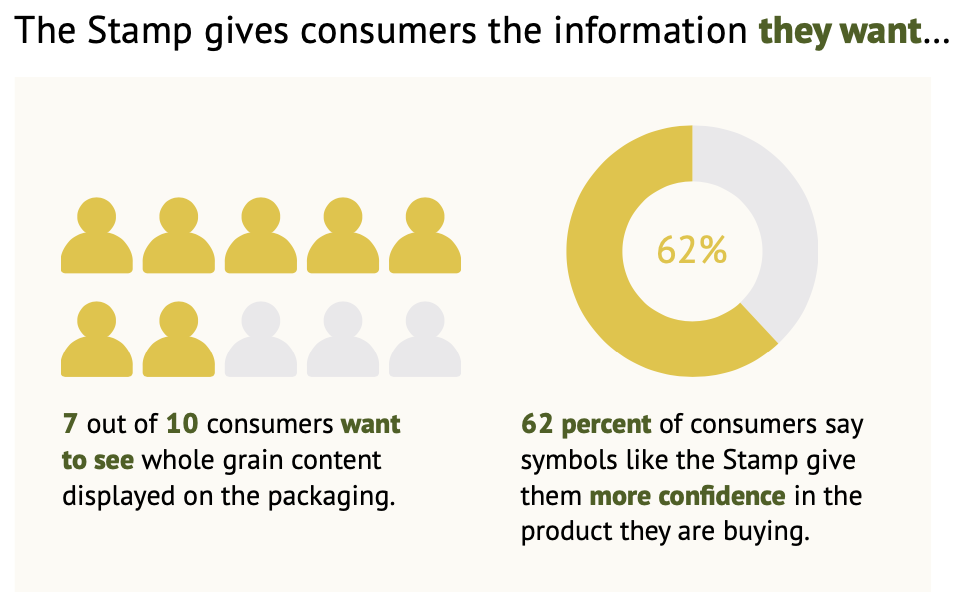 The Stamp gives consumers the information they want...
62%
7 out of 10 consumers want
to see whole grain content
displayed on the packaging.
62 percent of consumers say
symbols like the Stamp give
them more confidence in the
product they are buying.